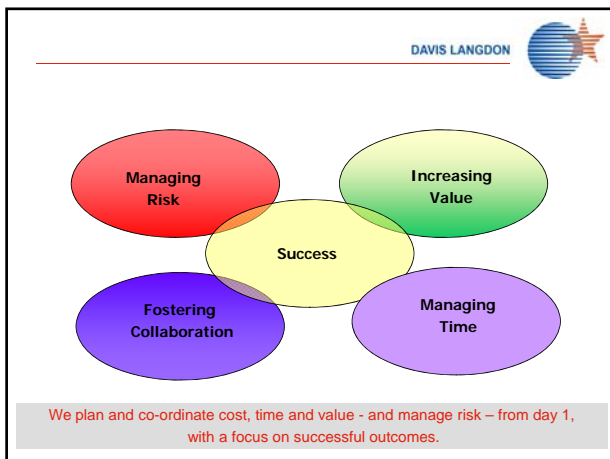 DAVIS LANGDON
Managing
Risk
Increasing
Value
Success
Fostering
Collaboration
Managing
Time
We plan and co-ordinate cost, time and value - and manage risk – from day 1,
with a focus on successful outcomes.